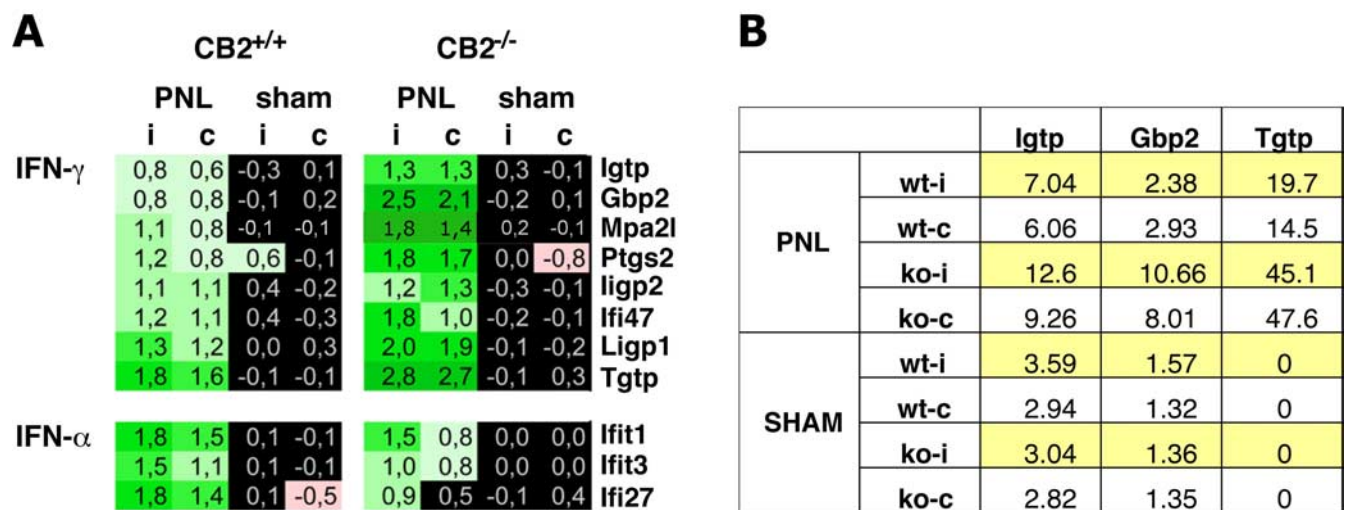 A
CB2+/+ CB2-/-
PNL sham PNL sham
i c i c i c i c
IFN-γ 0,8 0,6 -0,3 0,1 1,3 1,3 0,3 -0,1 Igtp
0,8 0,8 -0,1 0,2 2,5 2,1 -0,2 0,1 Gbp2
1,1 0,8 -0,1 -0,1 1,8 1,4 0,2 -0,1 Mpa2l
1,2 0,8 0,6 -0,1 1,8 1,7 0,0 -0,8 Ptgs2
1,1 1,1 0,4 -0,2 1,2 1,3 -0,3 -0,1 Iigp2
1,2 1,1 0,4 -0,3 1,8 1,0 -0,2 -0,1 Ifi47
1,3 1,2 0,0 0,3 2,0 1,9 -0,1 -0,2 Ligp1
1,8 1,6 -0,1 -0,1 2,8 2,7 -0,1 0,3 Tgtp
IFN-α 1,8 1,5 0,1 -0,1 1,5 0,8 0,0 0,0 Ifit1
1,5 1,1 0,1 -0,1 1,0 0,8 0,0 0,0 Ifit3
1,8 1,4 0,1 -0,5 0,9 0,5 -0,1 0,4 Ifi27
B
Igtp Gbp2 Tgtp
PNL
wt-i 7.04 2.38 19.7
wt-c 6.06 2.93 14.5
ko-i 12.6 10.66 45.1
ko-c 9.26 8.01 47.6
SHAM
wt-i 3.59 1.57 0
wt-c 2.94 1.32 0
ko-i 3.04 1.36 0
ko-c 2.82 1.35 0